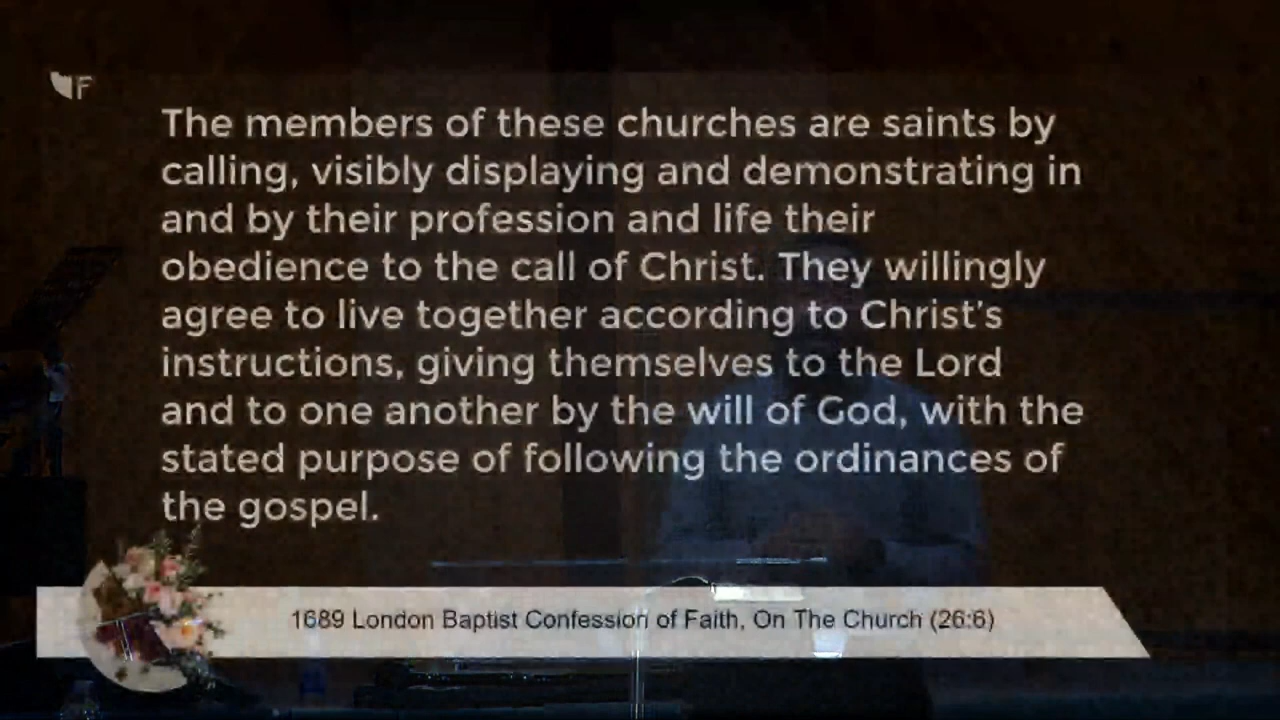 F
The members of these churches are saints by
calling, visibly displaying and demonstrating in
and by their profession and life their
obedience to the call of Christ. They willingly
agree to live together according to Christ's
instructions, giving themselves to the Lord
and to one another by the will of God, with the
stated purpose of following the ordinances of
the gospel.
1689 London Baptist Confession of Faith, On The Church (26:6)